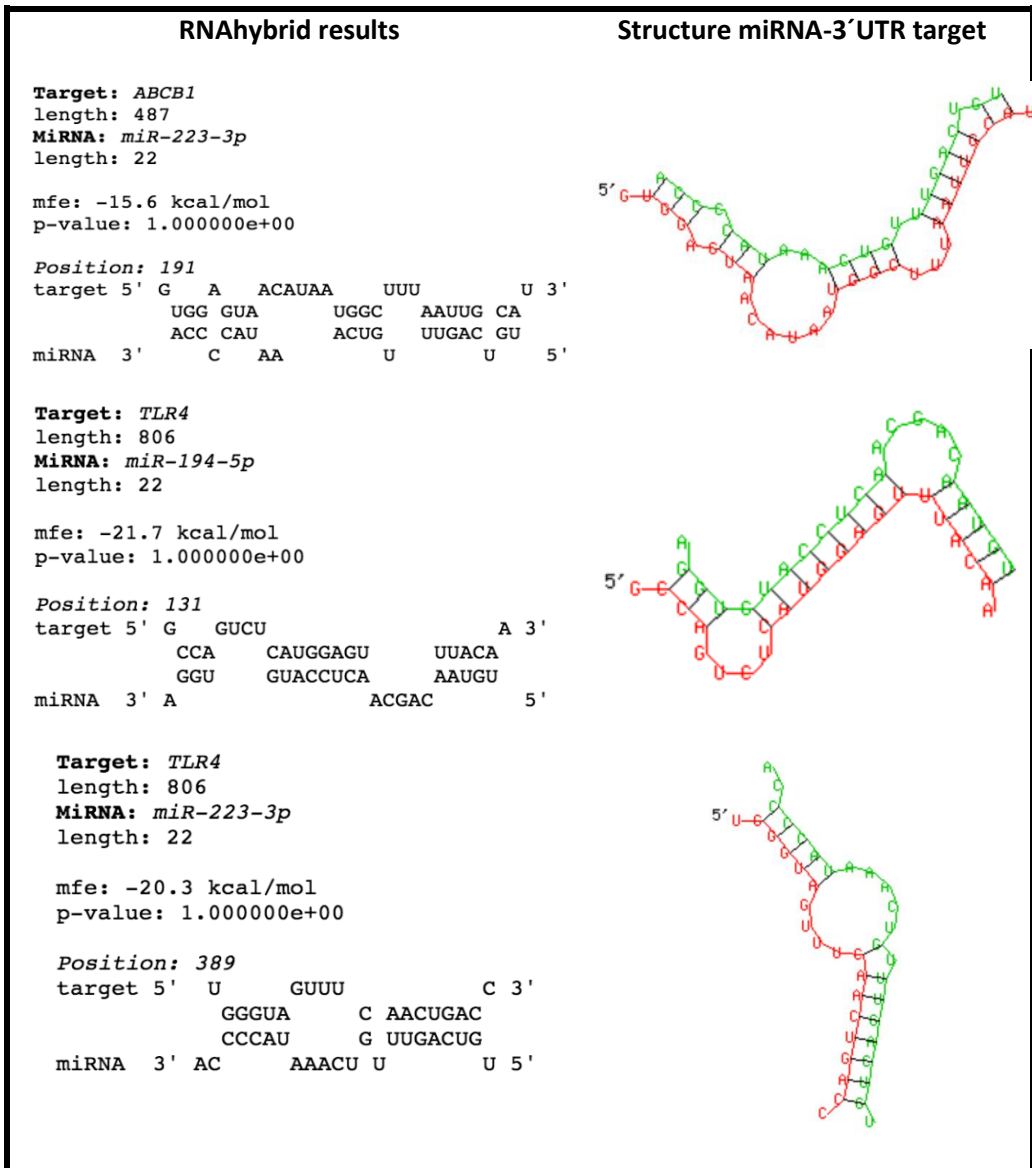 RNAhybrid results
Structure miRNA-3´UTR target
Target: ABCB1
length: 487
MiRNA: miR-223-3p
length: 22
mfe: -15.6 kcal/mol
p-value: 1.000000e+00
Position: 191
target 5' G A ACAUAA UUU U 3'
UGG GUA UGGC AAUUG CA
ACC CAU ACUG UUGAC GU
miRNA 3' C AA U U 5'
5'
Target: TLR4
length: 806
MiRNA: miR-194-5p
length: 22
mfe: -21.7 kcal/mol
p-value: 1.000000e+00
Position: 131
target 5' G GUCU A 3'
CCA CAUGGAGU UUACA
GGU GUACCUCA AAUGU
miRNA 3' A ACGAC 5'
5'
Target: TLR4
length: 806
MiRNA: miR-223-3p
length: 22
mfe: -20.3 kcal/mol
p-value: 1.000000e+00
Position: 389
target 5' U GUUU C 3'
GGGUA C AACUGAC
CCCAU G UUGACUG
miRNA 3' AC AAACU U U 5'
5'